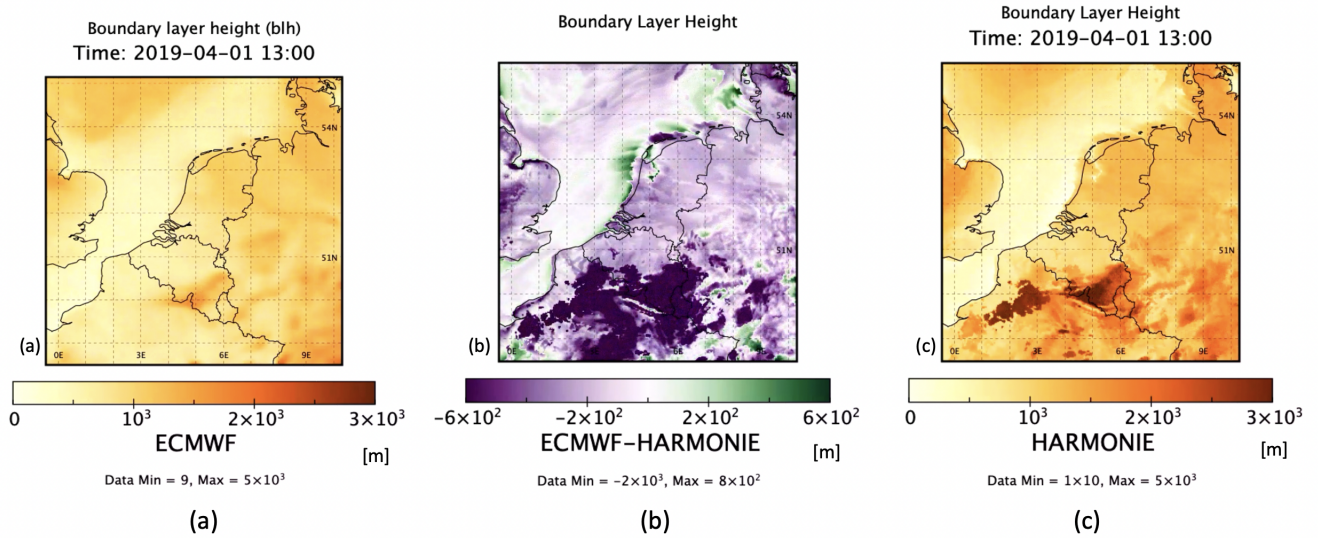 Boundary layer height (blh)
Time: 2019-04-01 13:00
54N
51N
(a)
0E
3E
6E
9E
0
10³
2×10³
3×10³
ECMWF
[m]
Data Min = 9, Max = 5×10³
(a)
Boundary Layer Height
54N
51N
(b)
0E
6E
-6×10²
-2×10²
2×10²
6×10²
ECMWF-HARMONIE
[m]
Data Min = -2×10³, Max = 8×10²
(b)
Boundary Layer Height
Time: 2019-04-01 13:00
54N
51N
(c)
0E
3E
6E
9E
0
10³
2×10³
3×10³
HARMONIE
[m]
Data Min = 1×10, Max = 5×10³
(c)